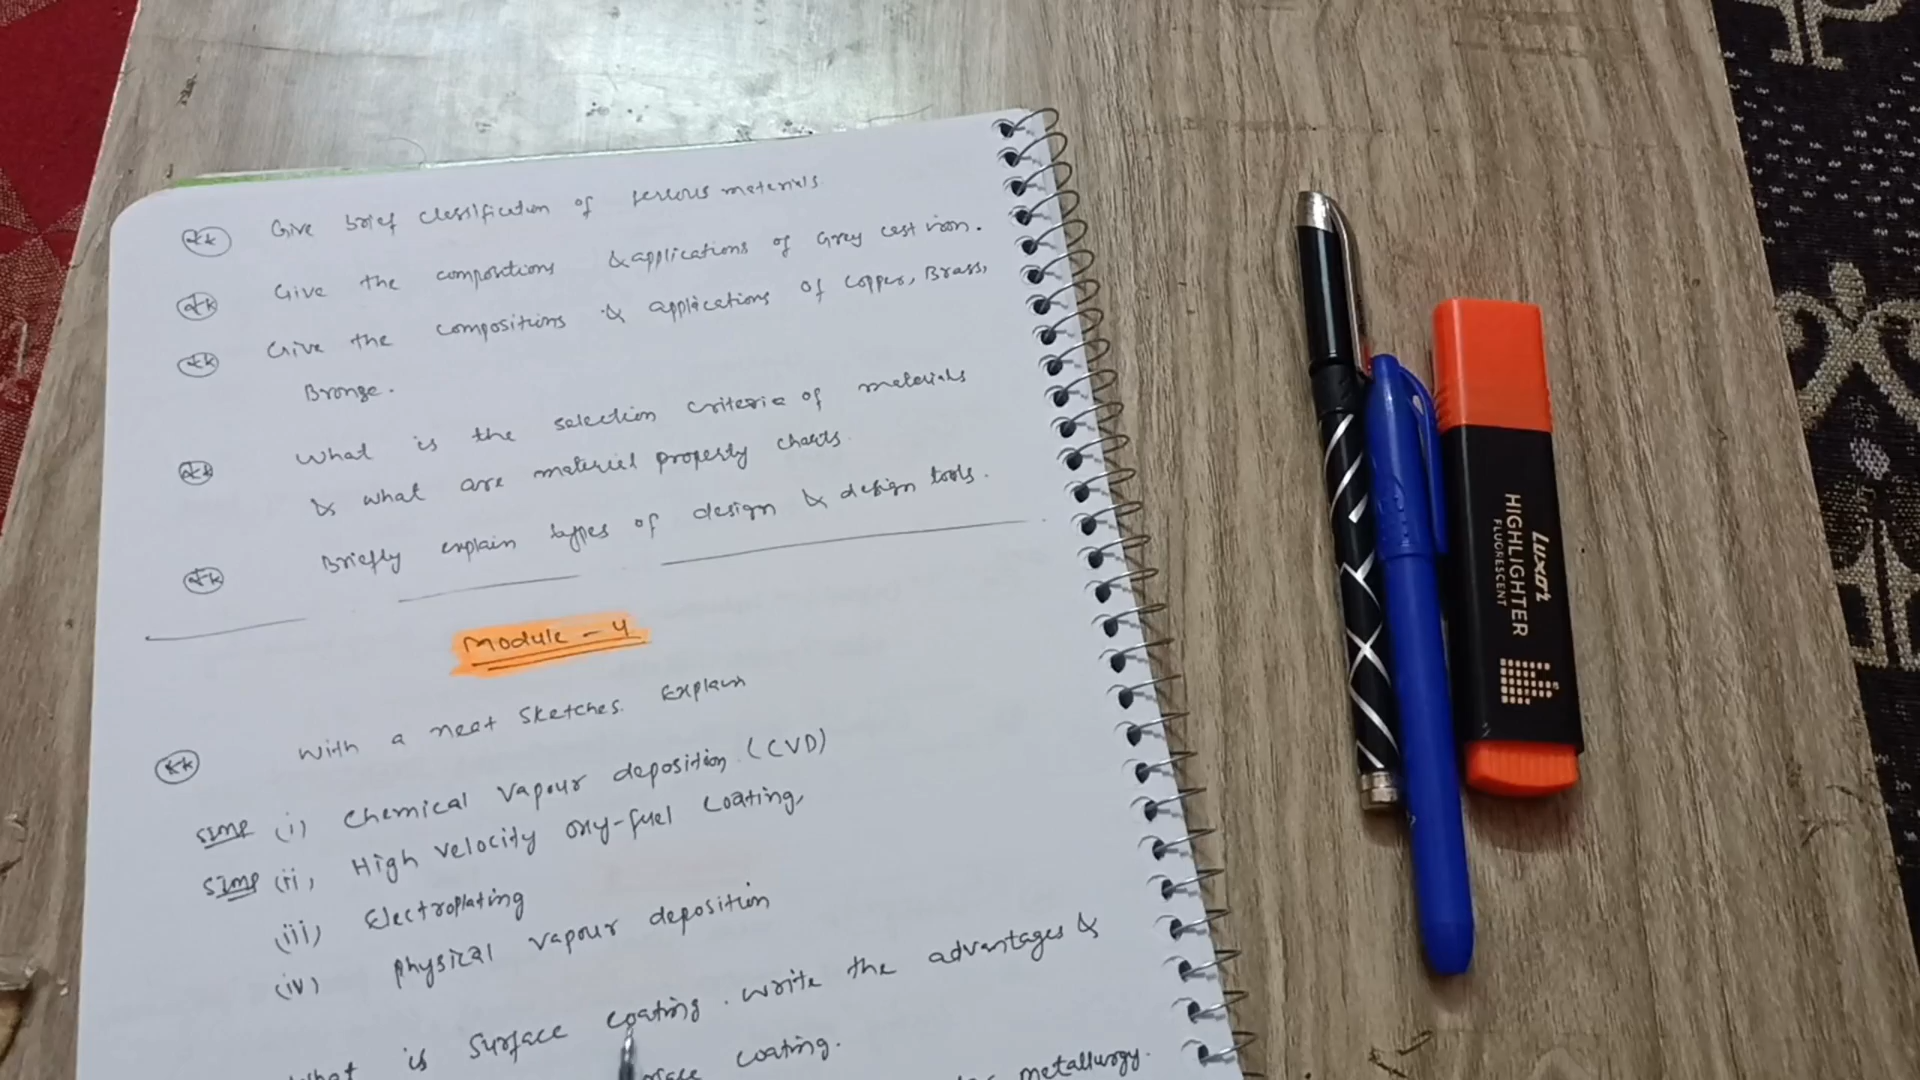 ** Give brief classification of ferrous materials
** Give the compositions & applications of Grey cast iron.
** Give the compositions & applications of copper, Brass,
Bronze.
** What is the selection criteria of materials
& what are material property charts.
** Briefly explain types of design & design tools.
Module - 4
** With a neat sketches. Explain
SIMP (i) Chemical vapour deposition (CVD)
SIMP (ii) High velocity oxy-fuel coating,
(iii) Electroplating
(iv) physical vapour deposition
What is Surface coating. Write the advantages &
coating.
metallurgy.
Luxor
HIGHLIGHTER
FLUORESCENT